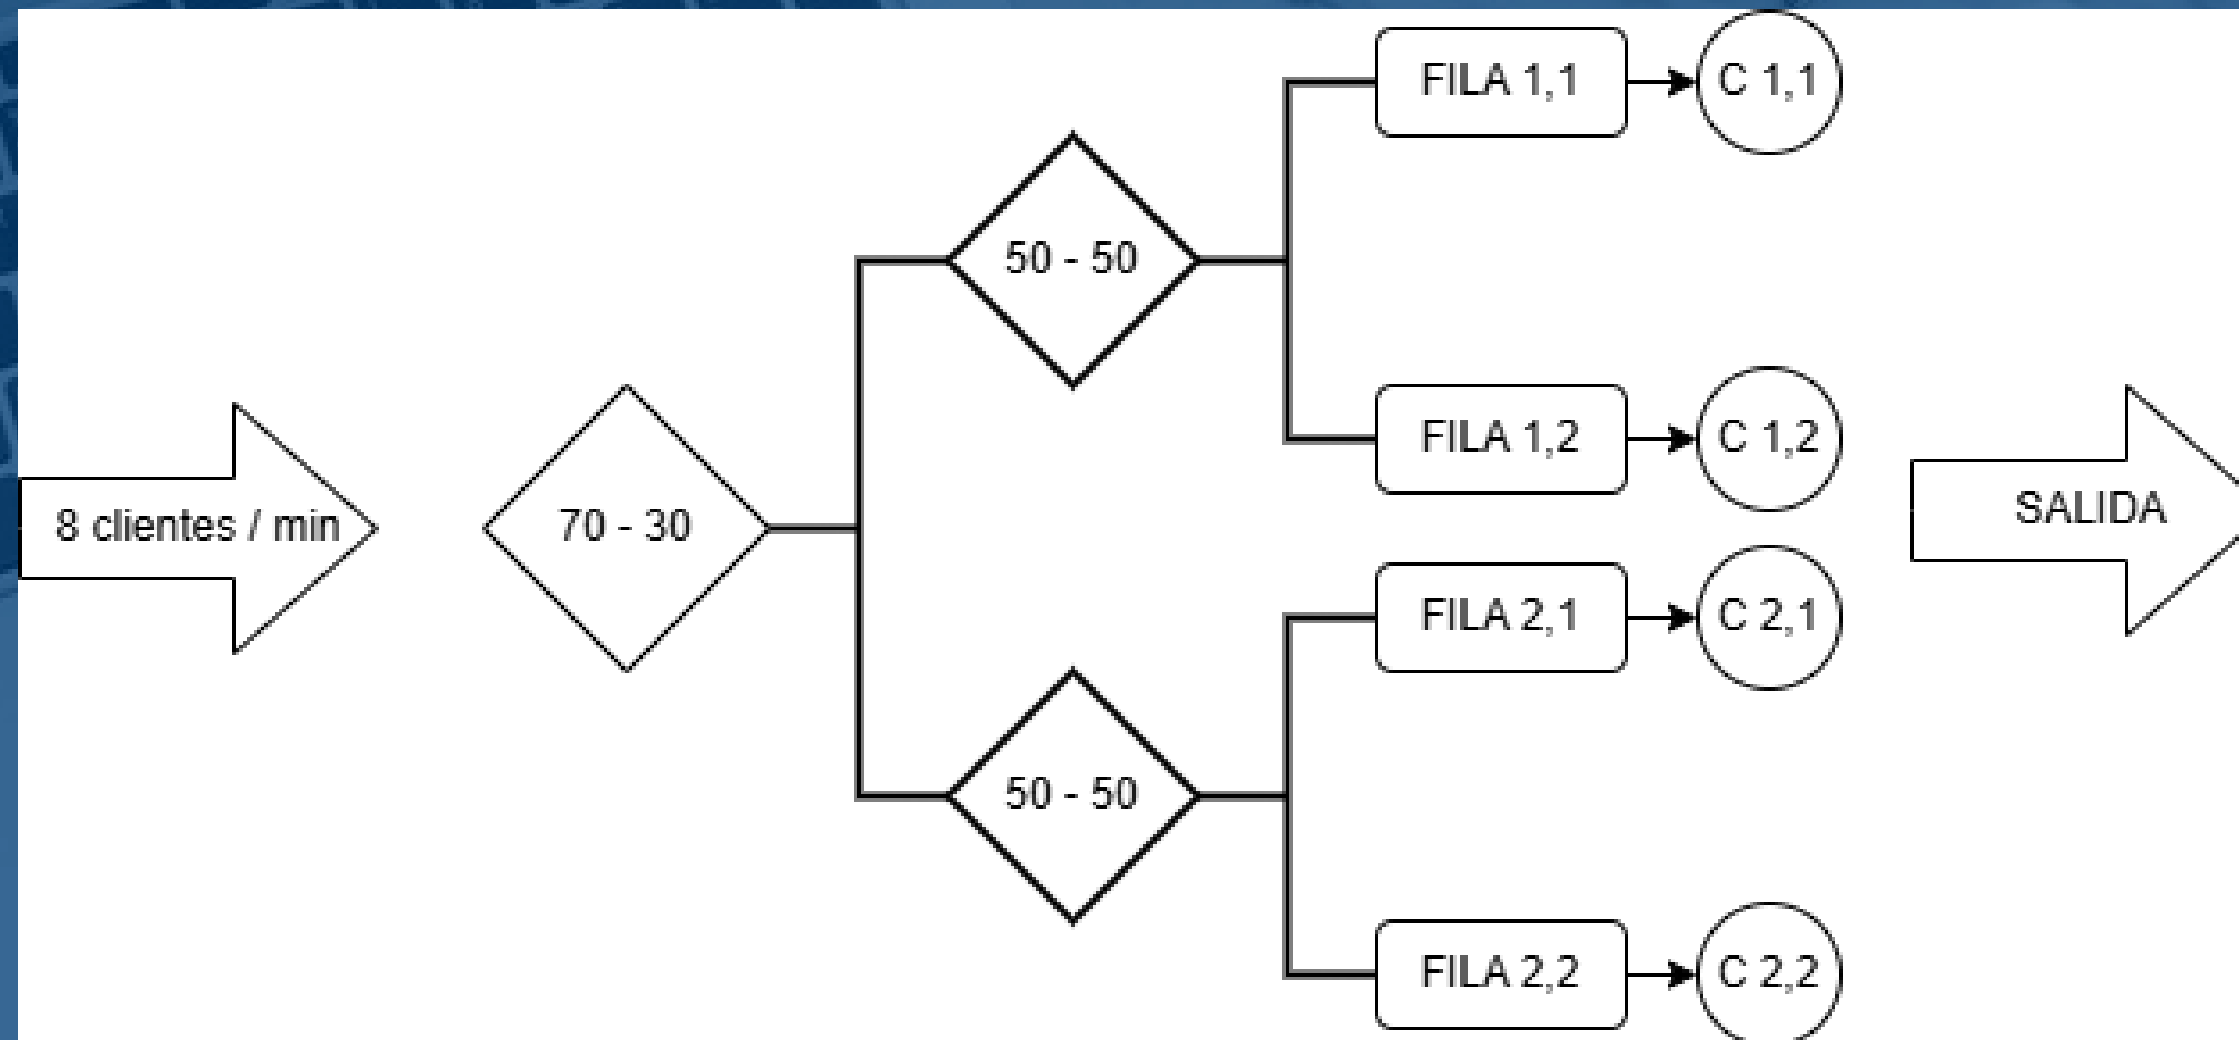 8 clientes / min
70 - 30
50 - 50
50 - 50
FILA 1,1
C 1,1
FILA 1,2
C 1,2
FILA 2,1
C 2,1
FILA 2,2
C 2,2
SALIDA